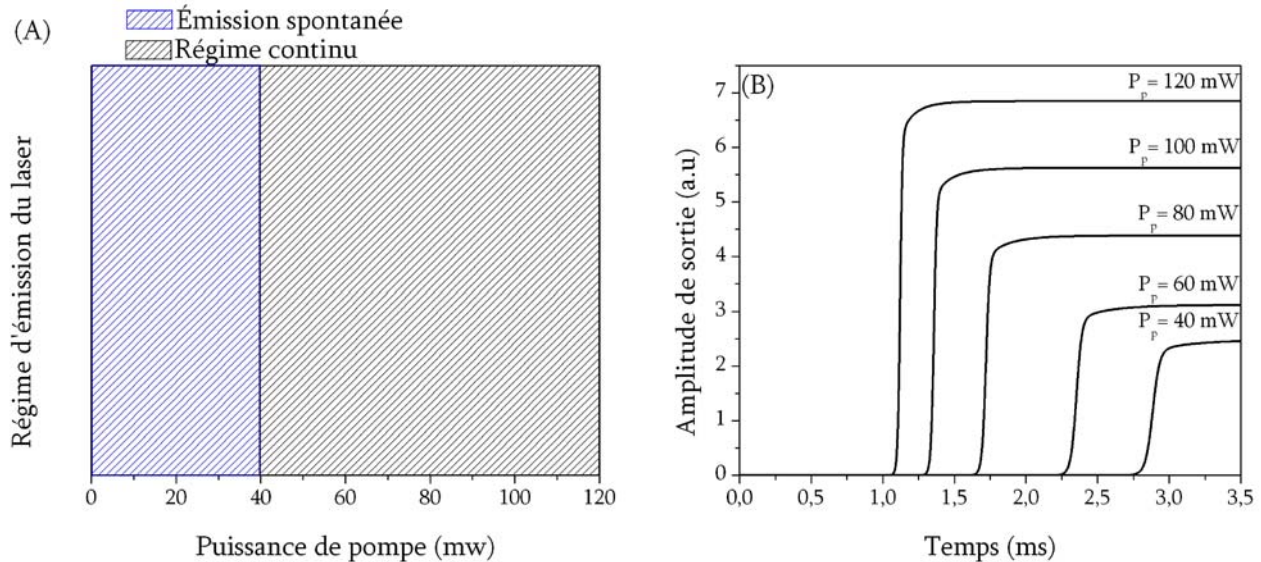 (A)
Émission spontanée
Régime continu
Régime d'émission du laser
0 20 40 60 80 100 120
Puissance de pompe (mw)
(B)
Amplitude de sortie (a.u)
7
6
5
4
3
2
1
0
P_p = 120 mW
P_p = 100 mW
P_p = 80 mW
P_p = 60 mW
P_p = 40 mW
0,0 0,5 1,0 1,5 2,0 2,5 3,0 3,5
Temps (ms)